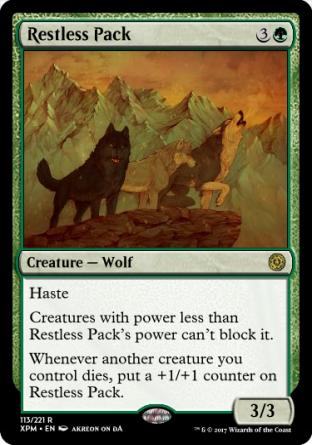 Restless Pack 3
Creature — Wolf
Haste
Creatures with power less than
Restless Pack's power can't block it.
Whenever another creature you
control dies, put a +1/+1 counter on
Restless Pack.
3/3
113/221 R
XPM • EN AKREON ON DA
™ & © 2017 Wizards of the Coast